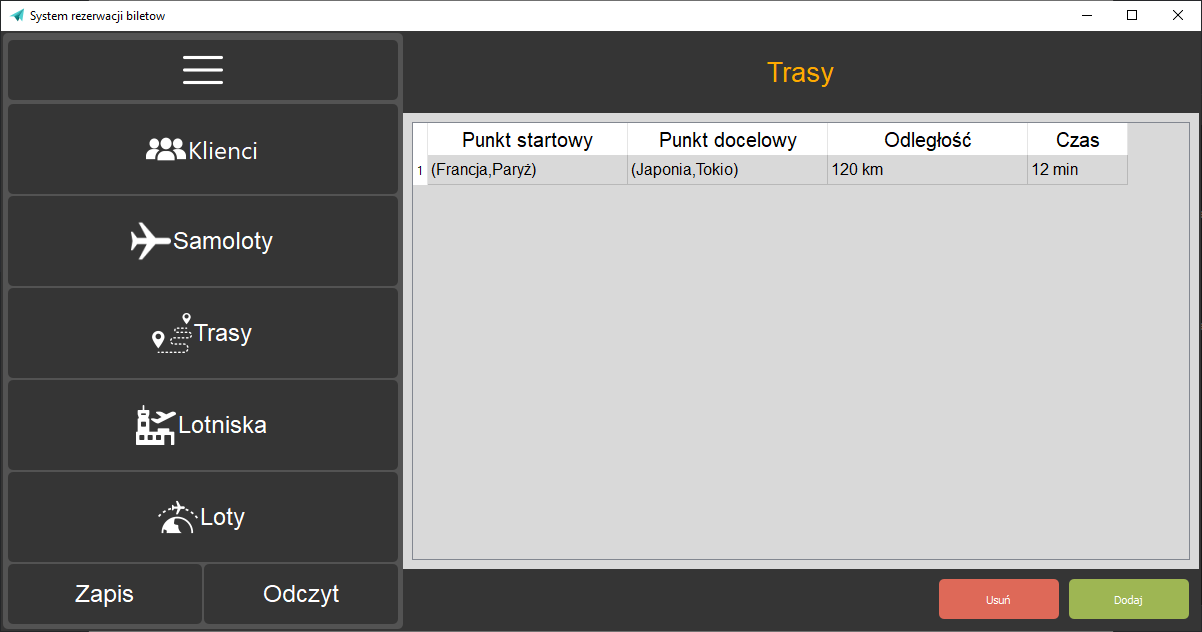 System rezerwacji biletow
Klienci
Samoloty
Trasy
Lotniska
Loty
Zapis Odczyt
Trasy
Punkt startowy Punkt docelowy Odległość Czas
1 (Francja,Paryż) (Japonia,Tokio) 120 km 12 min
Usuń Dodaj